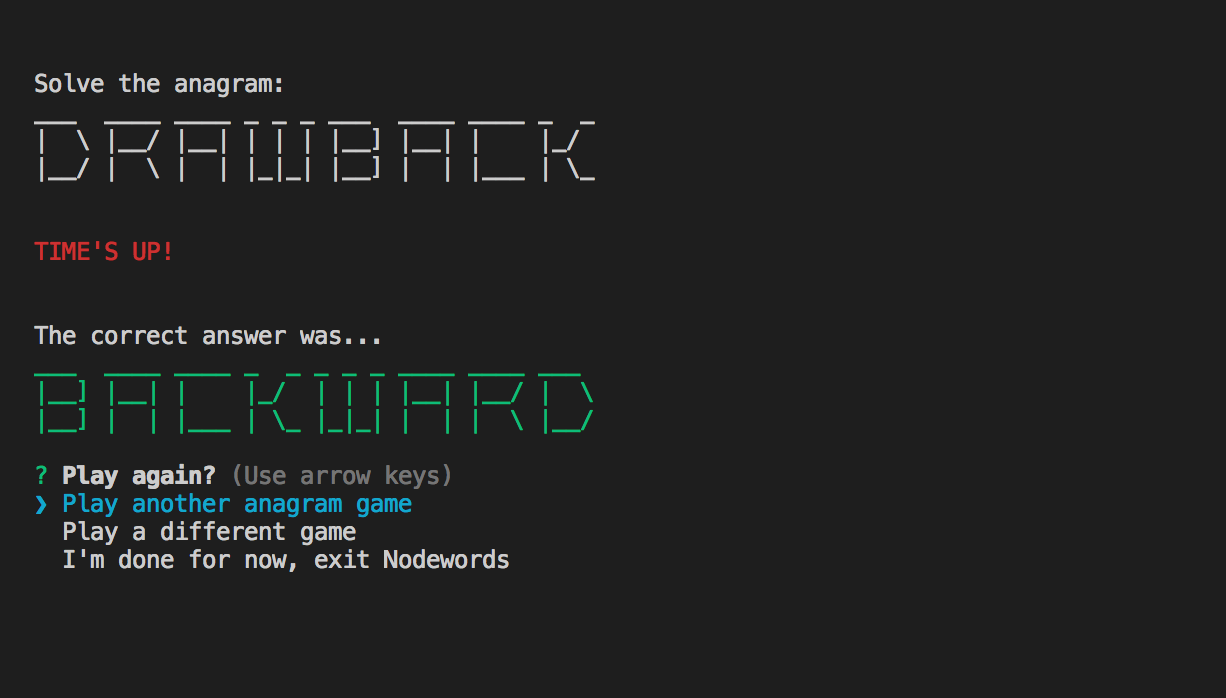 Solve the anagram:
DRAWBACK
TIME'S UP!
The correct answer was...
BACKWARD
? Play again? (Use arrow keys)
❯ Play another anagram game
Play a different game
I'm done for now, exit Nodewords